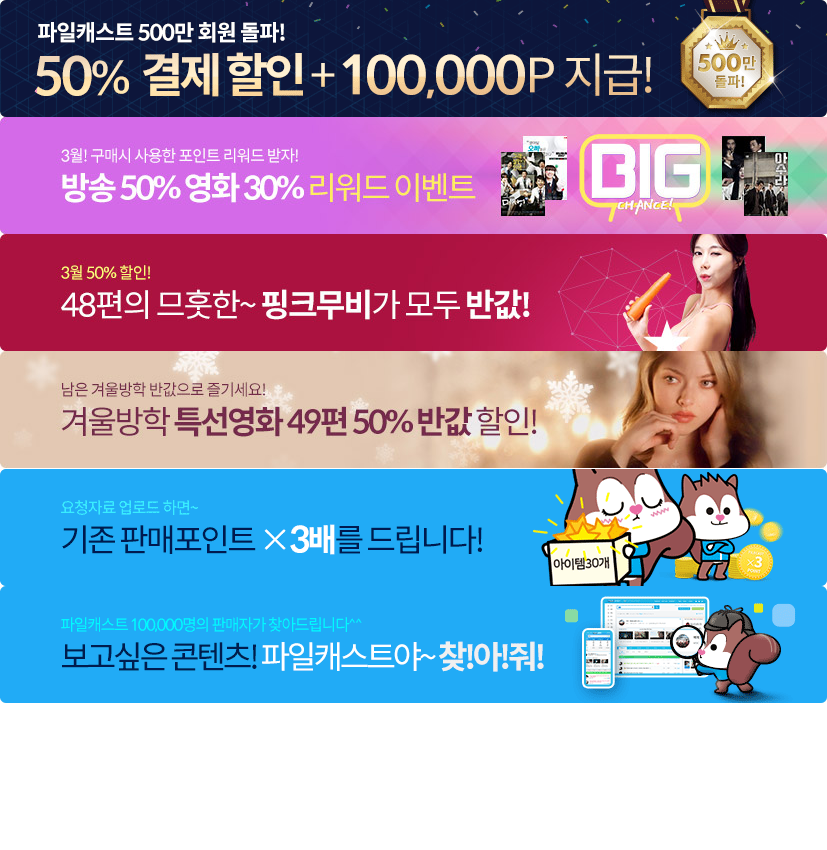 파일캐스트 500만 회원 돌파!
50% 결제 할인 + 100,000P 지급!
500만
돌파!
3월! 구매시 사용한 포인트 리워드 받자!
방송 50% 영화 30% 리워드 이벤트
미생
BIG
CHANCE!
아수라
3월 50% 할인!
48편의 므훗한~ 핑크무비가 모두 반값!
남은 겨울방학 반값으로 즐기세요!
겨울방학 특선영화 49편 50% 반값 할인!
요청자료 업로드 하면~
기존 판매포인트 ×3배를 드립니다!
아이템30개
×3
파일캐스트 100,000명의 판매자가 찾아드립니다^^
보고싶은 콘텐츠! 파일캐스트야~ 찾!아!줘!